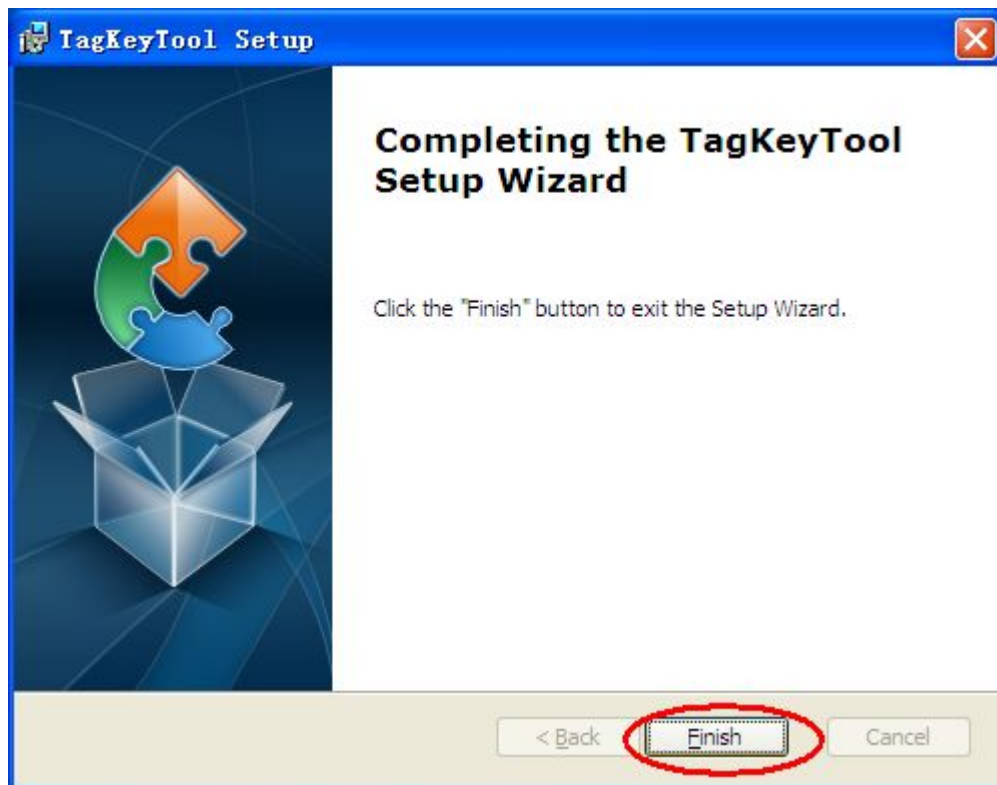 TagKeyTool Setup
Completing the TagKeyTool
Setup Wizard
Click the "Finish" button to exit the Setup Wizard.
< Back
Finish
Cancel